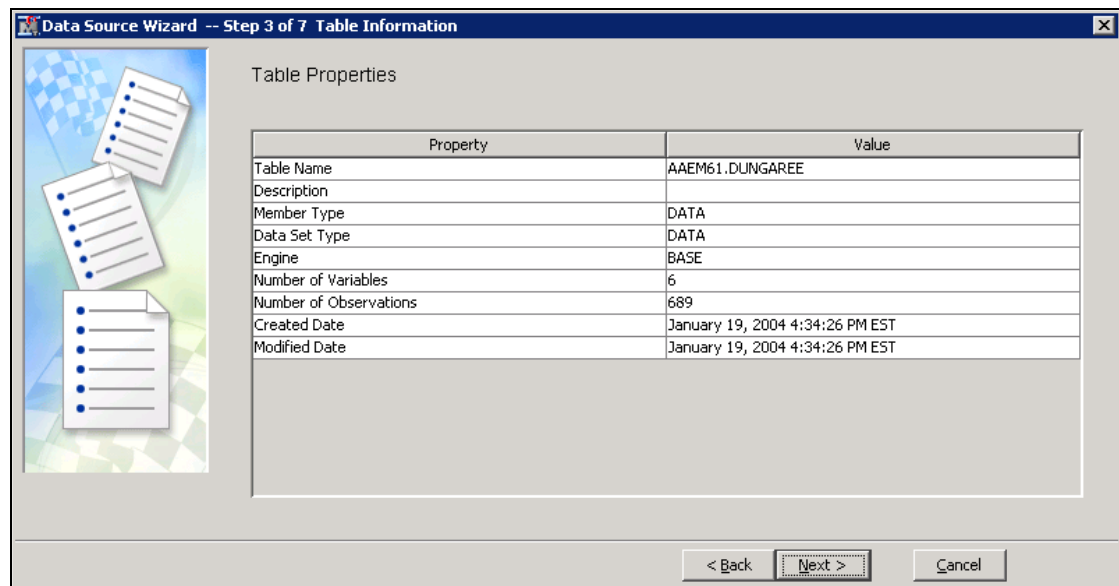 Data Source Wizard -- Step 3 of 7 Table Information
Table Properties
Property Value
Table Name AAEM61.DUNGAREE
Description
Member Type DATA
Data Set Type DATA
Engine BASE
Number of Variables 6
Number of Observations 689
Created Date January 19, 2004 4:34:26 PM EST
Modified Date January 19, 2004 4:34:26 PM EST
< Back Next > Cancel